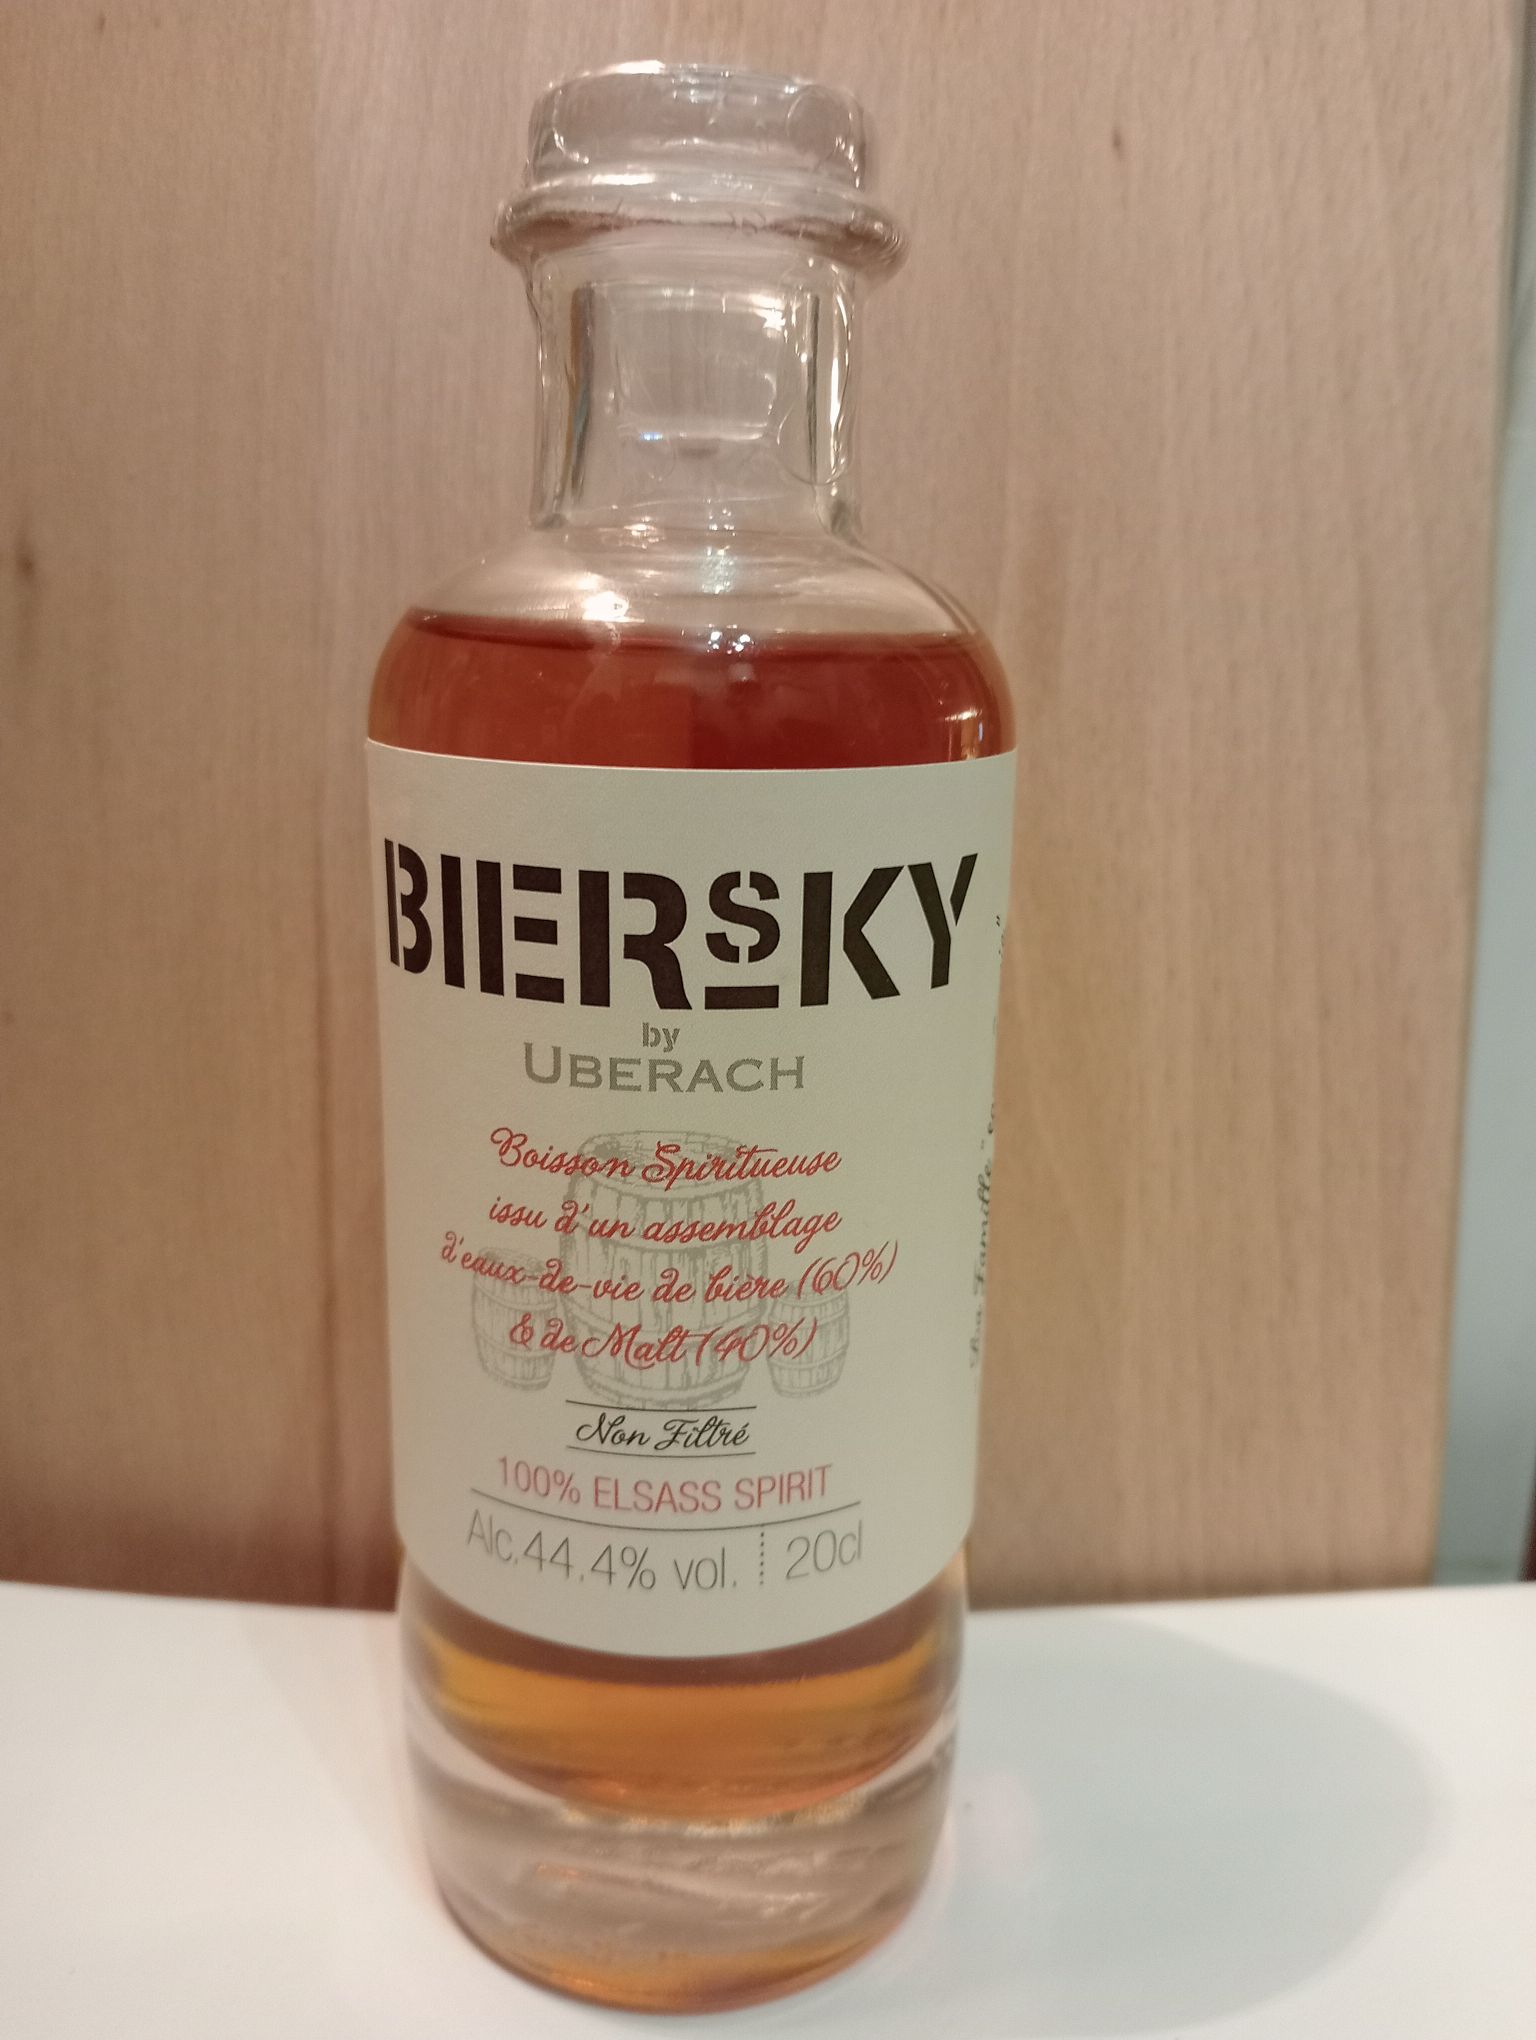 BIERSKY
by
UBERACH
Boisson Spiritueuse
issu d'un assemblage
d'eaux-de-vie de bière (60%)
& de Malt (40%)
Non Filtré
100% ELSASS SPIRIT
Alc.44.4% vol. 20cl
Famille